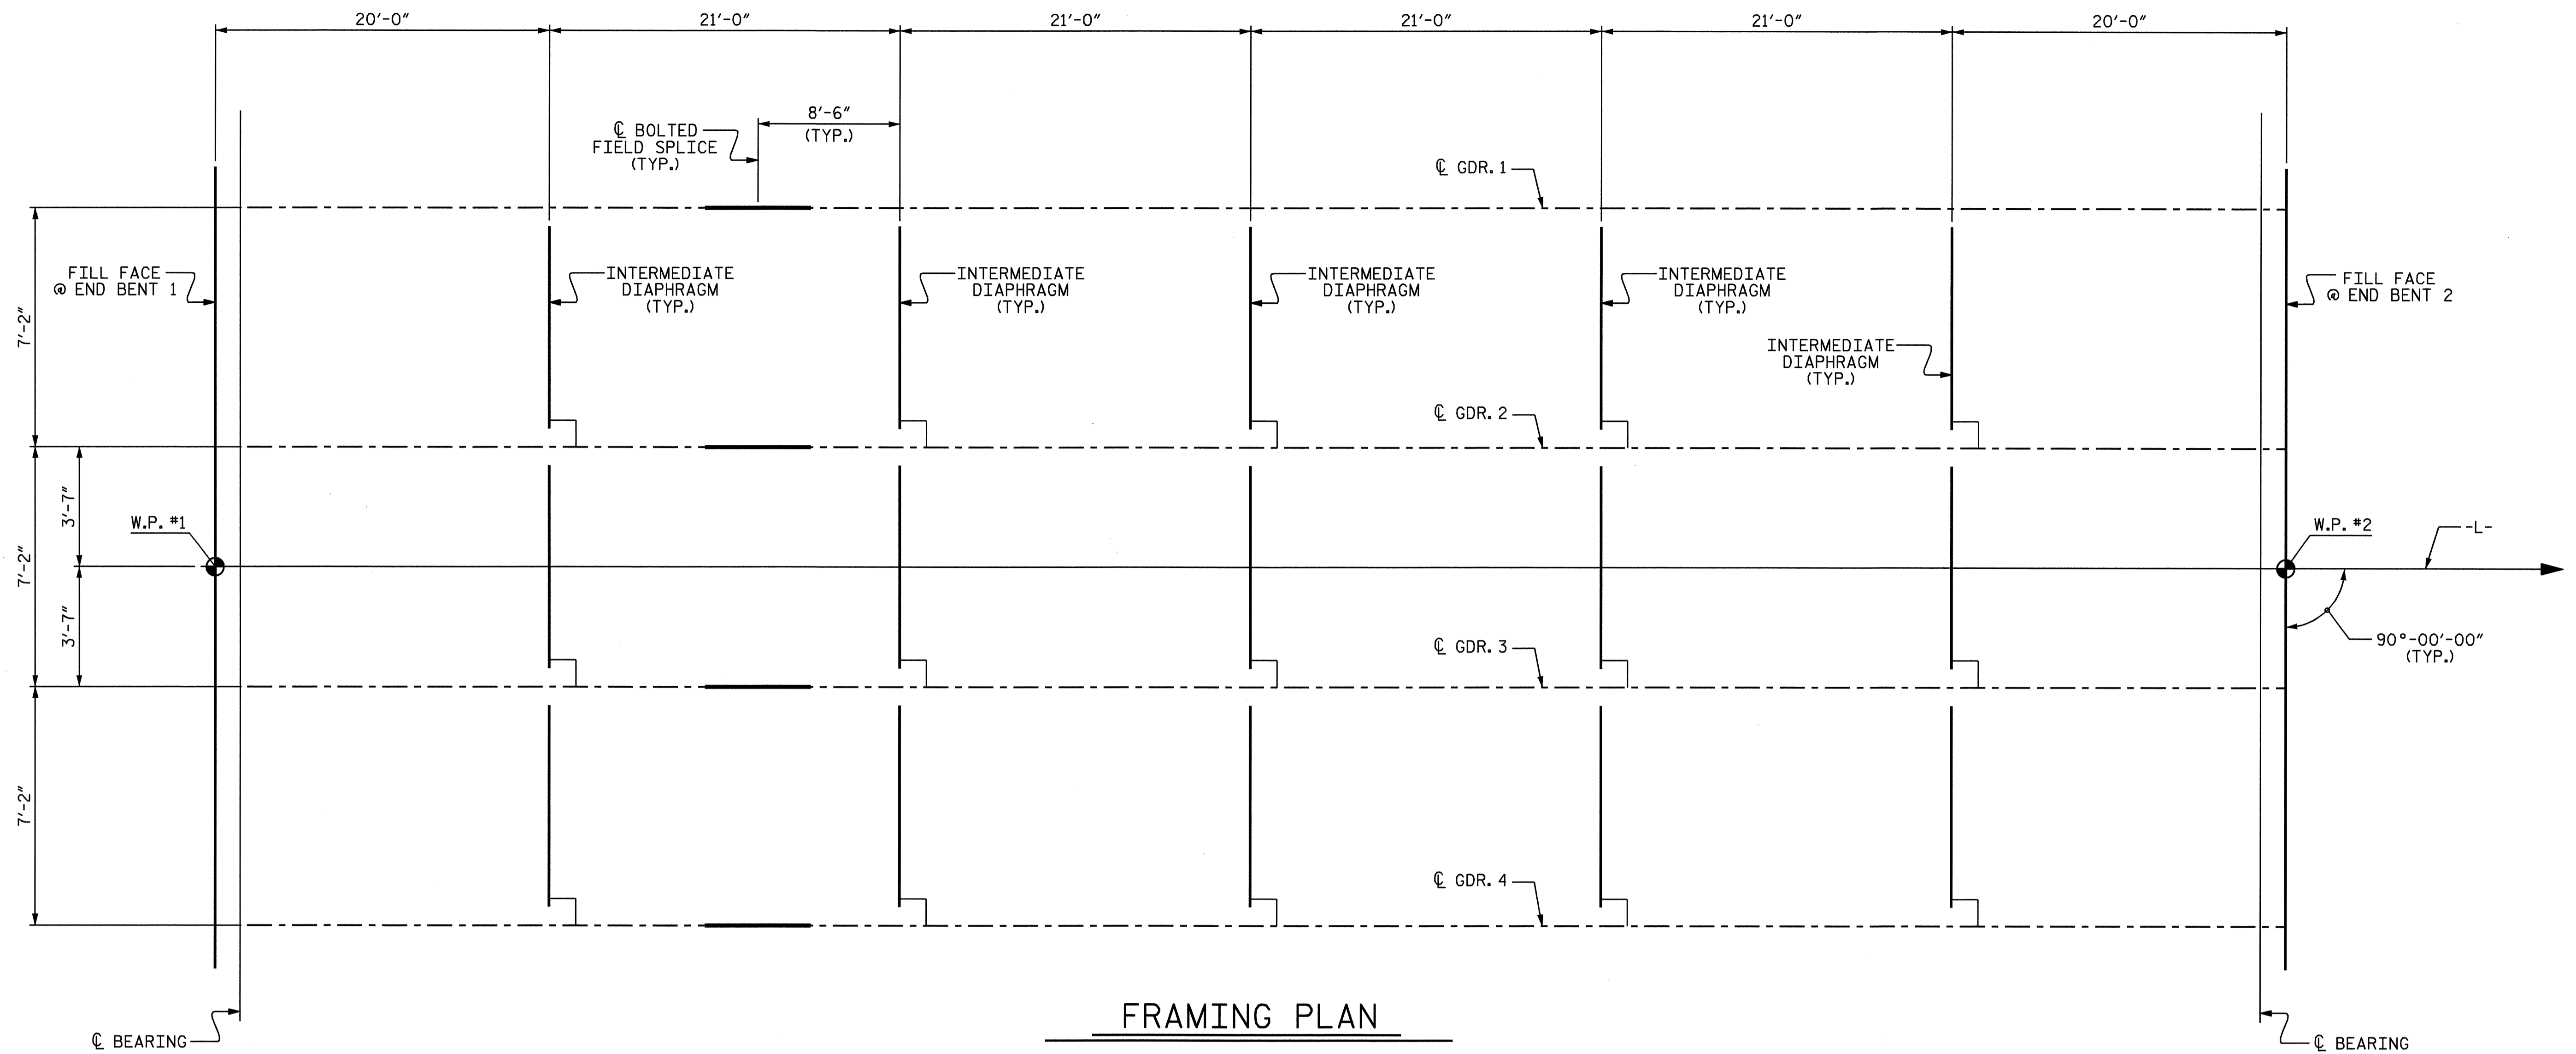 20'-0"
21'-0"
21'-0"
21'-0"
21'-0"
20'-0"
8'-6"
(TYP.)
℄ BOLTED
FIELD SPLICE
(TYP.)
℄ GDR. 1
FILL FACE
@ END BENT 1
INTERMEDIATE
DIAPHRAGM
(TYP.)
INTERMEDIATE
DIAPHRAGM
(TYP.)
INTERMEDIATE
DIAPHRAGM
(TYP.)
INTERMEDIATE
DIAPHRAGM
(TYP.)
FILL FACE
@ END BENT 2
7'-2"
INTERMEDIATE
DIAPHRAGM
(TYP.)
℄ GDR. 2
3'-7"
W.P. #1
W.P. #2
-L-
7'-2"
3'-7"
℄ GDR. 3
90°-00'-00"
(TYP.)
7'-2"
℄ GDR. 4
FRAMING PLAN
℄ BEARING
℄ BEARING